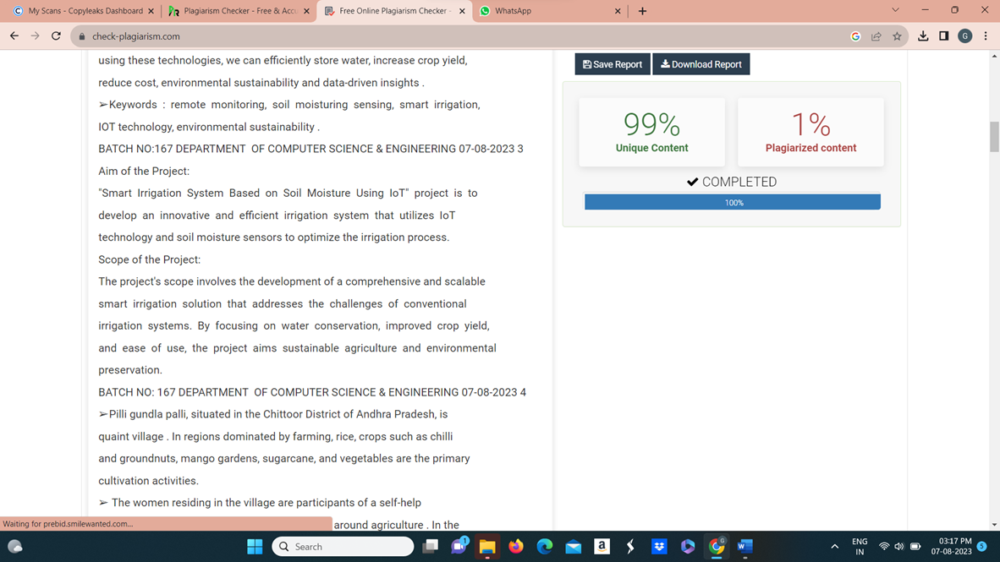 My Scans - Copyleaks Dashboard
Plagiarism Checker - Free & Accu
Free Online Plagiarism Checker -
WhatsApp
check-plagiarism.com
G
using these technologies, we can efficiently store water, increase crop yield,
reduce cost, environmental sustainability and data-driven insights .
➢Keywords : remote monitoring, soil moisturing sensing, smart irrigation,
IOT technology, environmental sustainability .
BATCH NO:167 DEPARTMENT OF COMPUTER SCIENCE & ENGINEERING 07-08-2023 3
Aim of the Project:
"Smart Irrigation System Based on Soil Moisture Using IoT" project is to
develop an innovative and efficient irrigation system that utilizes IoT
technology and soil moisture sensors to optimize the irrigation process.
Scope of the Project:
The project's scope involves the development of a comprehensive and scalable
smart irrigation solution that addresses the challenges of conventional
irrigation systems. By focusing on water conservation, improved crop yield,
and ease of use, the project aims sustainable agriculture and environmental
preservation.
BATCH NO: 167 DEPARTMENT OF COMPUTER SCIENCE & ENGINEERING 07-08-2023 4
➢Pilli gundla palli, situated in the Chittoor District of Andhra Pradesh, is
quaint village . In regions dominated by farming, rice, crops such as chilli
and groundnuts, mango gardens, sugarcane, and vegetables are the primary
cultivation activities.
➢ The women residing in the village are participants of a self-help
around agriculture . In the
Save Report
Download Report
99%
Unique Content
1%
Plagiarized content
✔ COMPLETED
100%
Waiting for prebid.smilewanted.com...
Search
1
ENG
IN
03:17 PM
07-08-2023
5